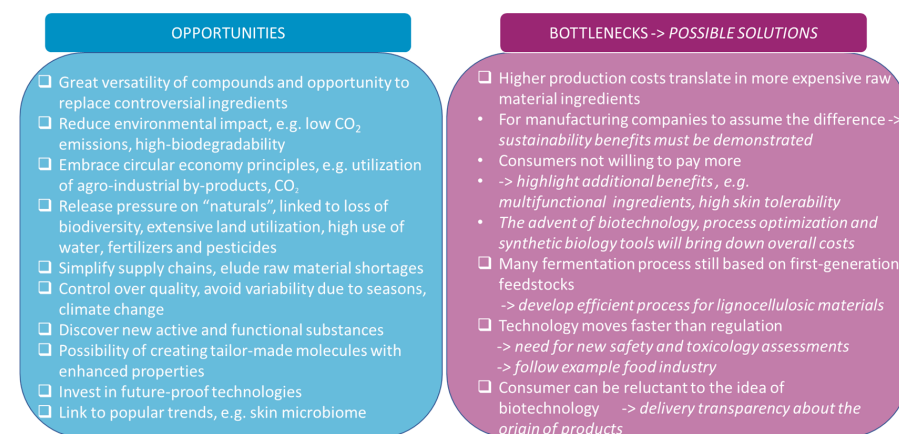 OPPORTUNITIES
❑ Great versatility of compounds and opportunity to
replace controversial ingredients
❑ Reduce environmental impact, e.g. low CO₂
emissions, high-biodegradability
❑ Embrace circular economy principles, e.g. utilization
of agro-industrial by-products, CO₂
❑ Release pressure on “naturals”, linked to loss of
biodiversity, extensive land utilization, high use of
water, fertilizers and pesticides
❑ Simplify supply chains, elude raw material shortages
❑ Control over quality, avoid variability due to seasons,
climate change
❑ Discover new active and functional substances
❑ Possibility of creating tailor-made molecules with
enhanced properties
❑ Invest in future-proof technologies
❑ Link to popular trends, e.g. skin microbiome
BOTTLENECKS -> POSSIBLE SOLUTIONS
❑ Higher production costs translate in more expensive raw
material ingredients
• For manufacturing companies to assume the difference ->
sustainability benefits must be demonstrated
• Consumers not willing to pay more
• -> highlight additional benefits, e.g.
multifunctional ingredients, high skin tolerability
• The advent of biotechnology, process optimization and
synthetic biology tools will bring down overall costs
❑ Many fermentation process still based on first-generation
feedstocks
-> develop efficient process for lignocellulosic materials
❑ Technology moves faster than regulation
-> need for new safety and toxicology assessments
-> follow example food industry
❑ Consumer can be reluctant to the idea of
biotechnology -> delivery transparency about the
origin of products